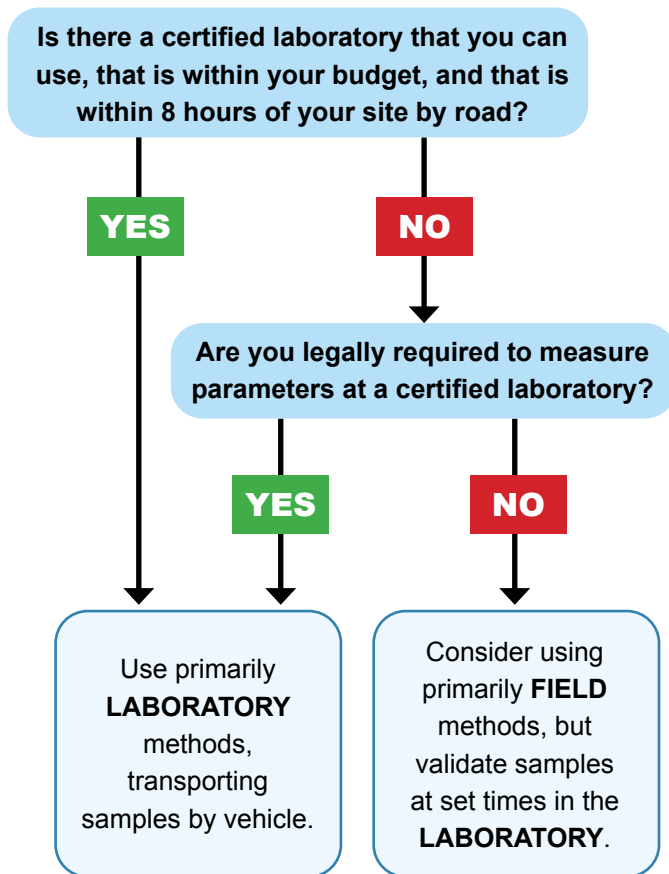 Is there a certified laboratory that you can
use, that is within your budget, and that is
within 8 hours of your site by road?
YES
NO
Are you legally required to measure
parameters at a certified laboratory?
YES
NO
Use primarily
LABORATORY
methods,
transporting
samples by vehicle.
Consider using
primarily FIELD
methods, but
validate samples
at set times in the
LABORATORY.